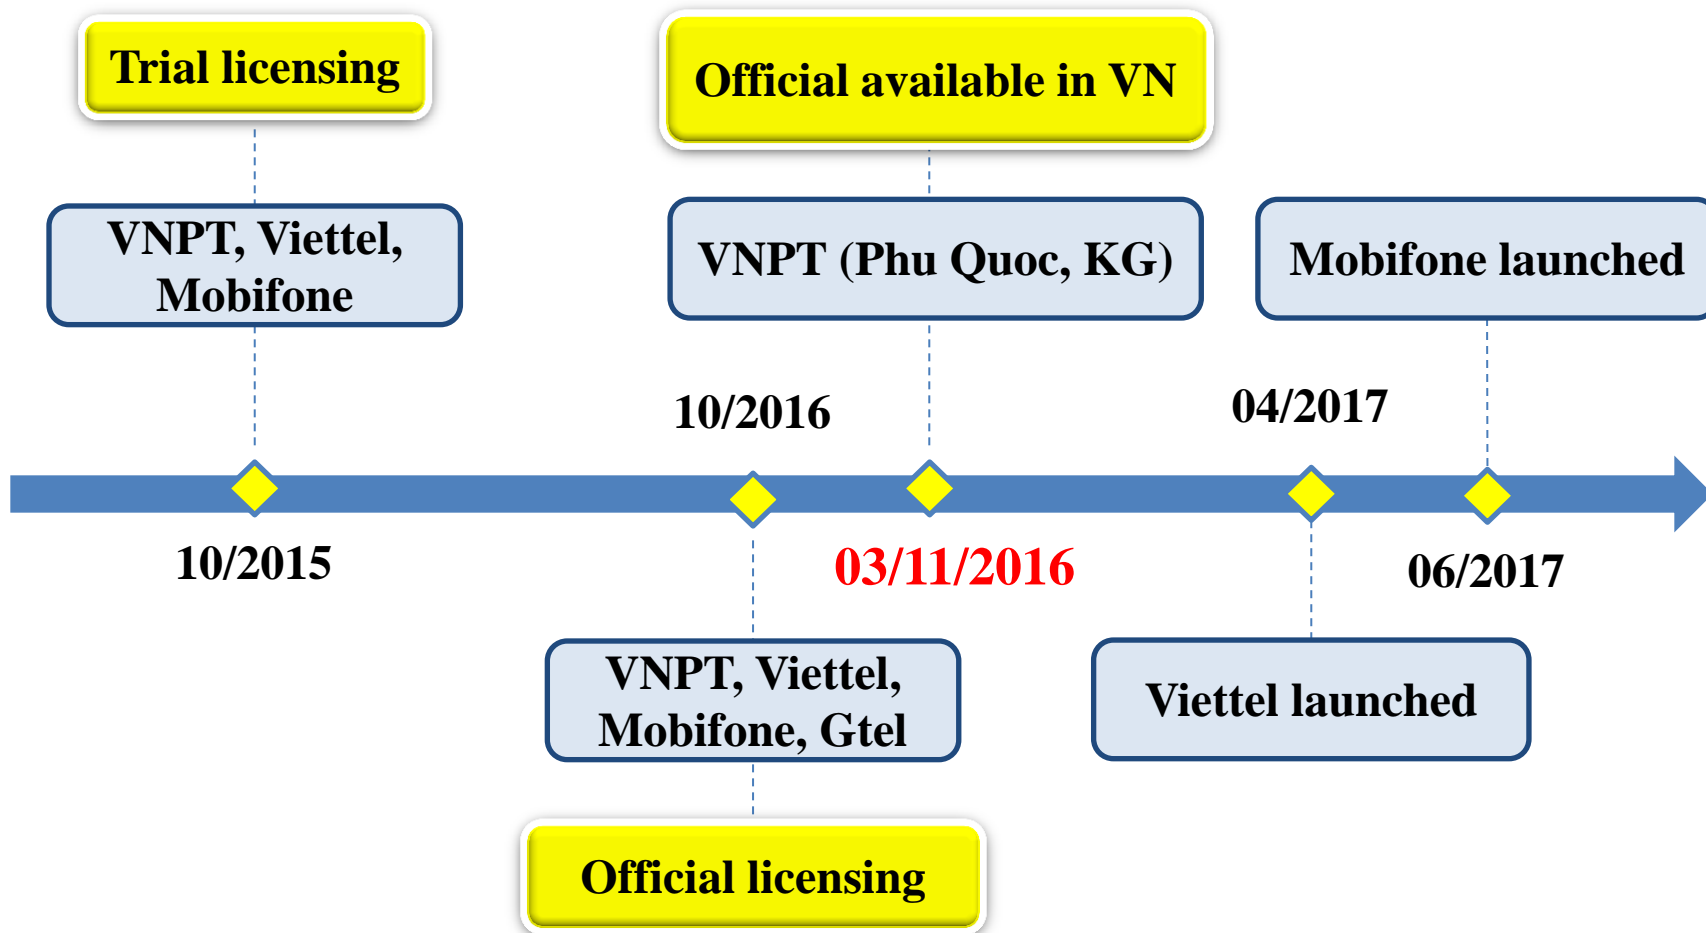 Trial licensing
Official available in VN
VNPT, Viettel,
Mobifone
VNPT (Phu Quoc, KG)
Mobifone launched
10/2016
04/2017
10/2015
03/11/2016
06/2017
VNPT, Viettel,
Mobifone, Gtel
Viettel launched
Official licensing